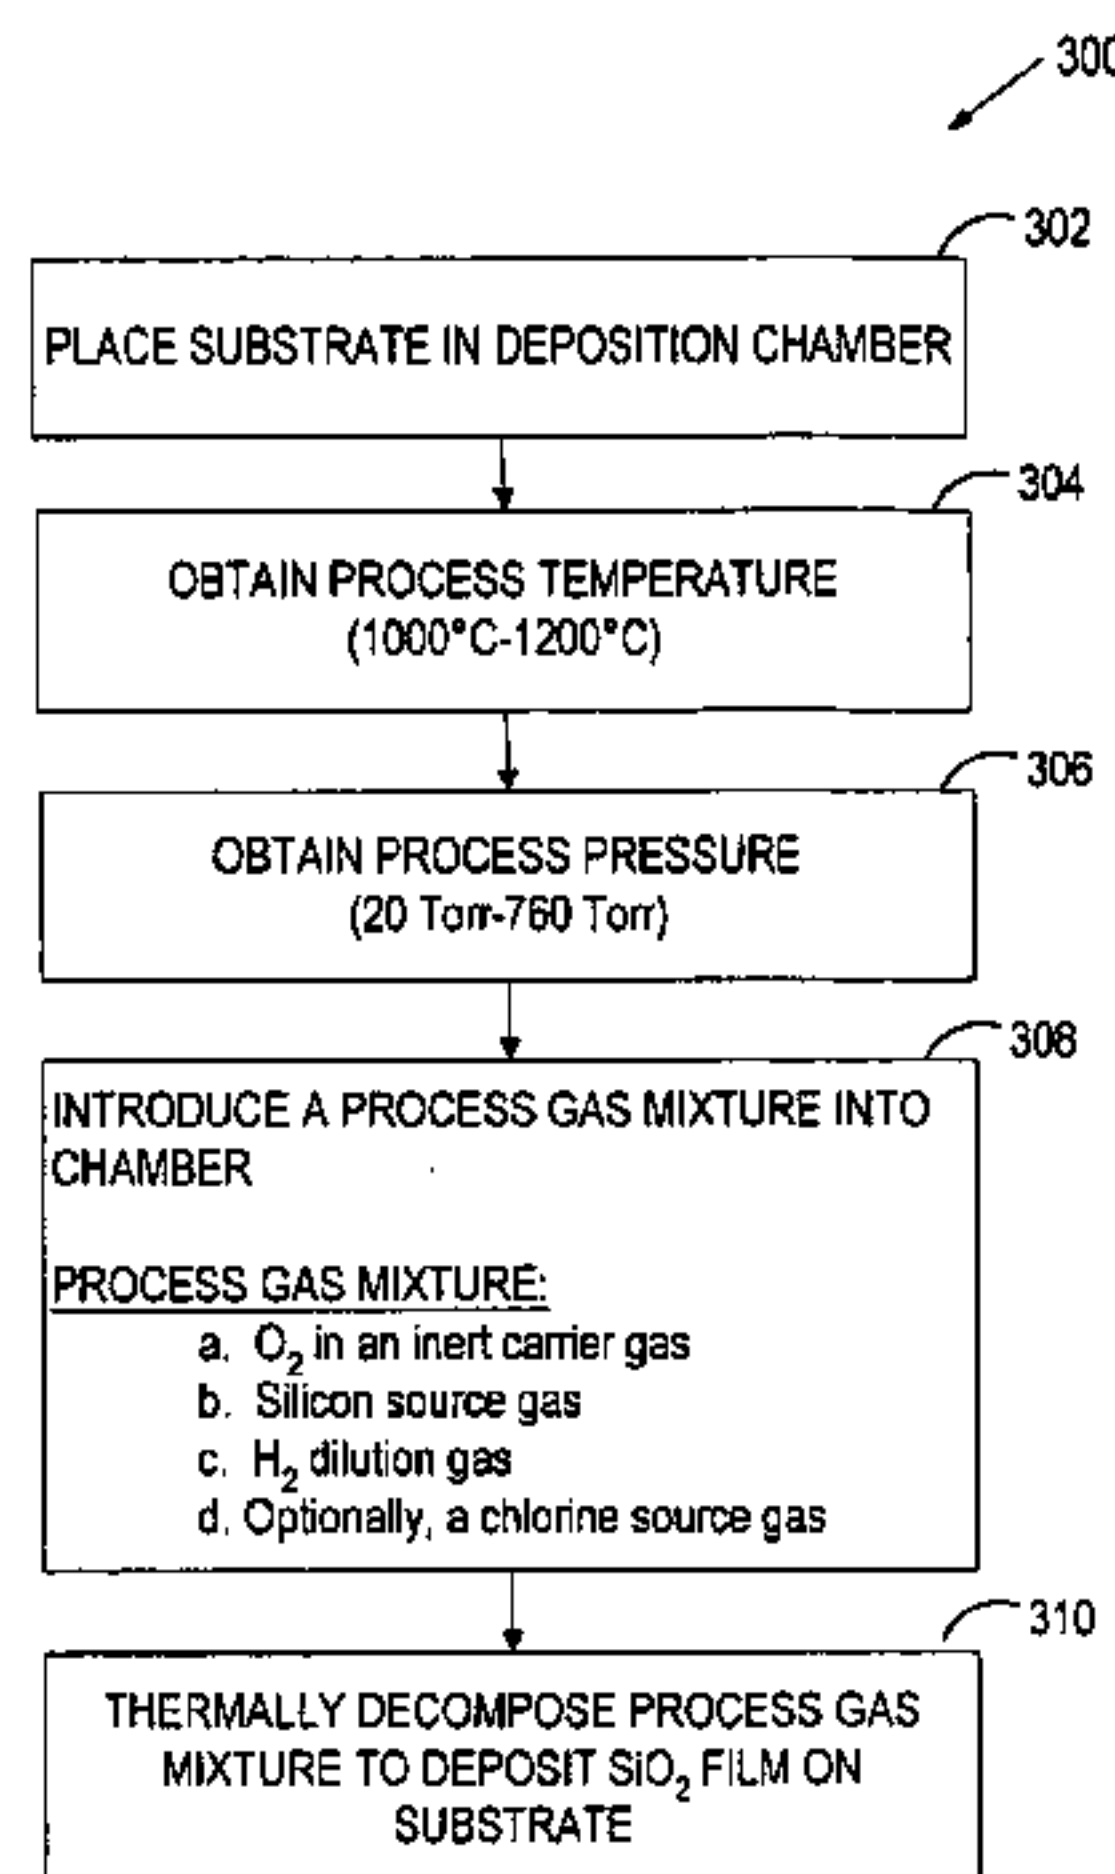 300
302
PLACE SUBSTRATE IN DEPOSITION CHAMBER
304
OBTAIN PROCESS TEMPERATURE
(1000°C-1200°C)
306
OBTAIN PROCESS PRESSURE
(20 Torr-760 Torr)
308
INTRODUCE A PROCESS GAS MIXTURE INTO
CHAMBER
PROCESS GAS MIXTURE:
a. O₂ in an inert carrier gas
b. Silicon source gas
c. H₂ dilution gas
d. Optionally, a chlorine source gas
310
THERMALLY DECOMPOSE PROCESS GAS
MIXTURE TO DEPOSIT SiO₂ FILM ON
SUBSTRATE